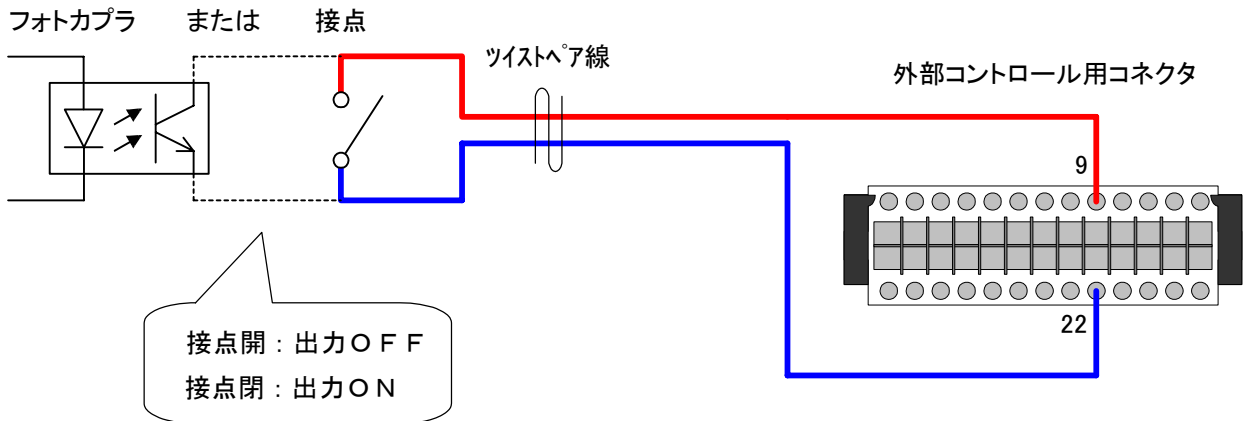 フォトカプラ または 接点
ツイストペア線
外部コントロール用コネクタ
9
22
接点開：出力ＯＦＦ
接点閉：出力ＯＮ